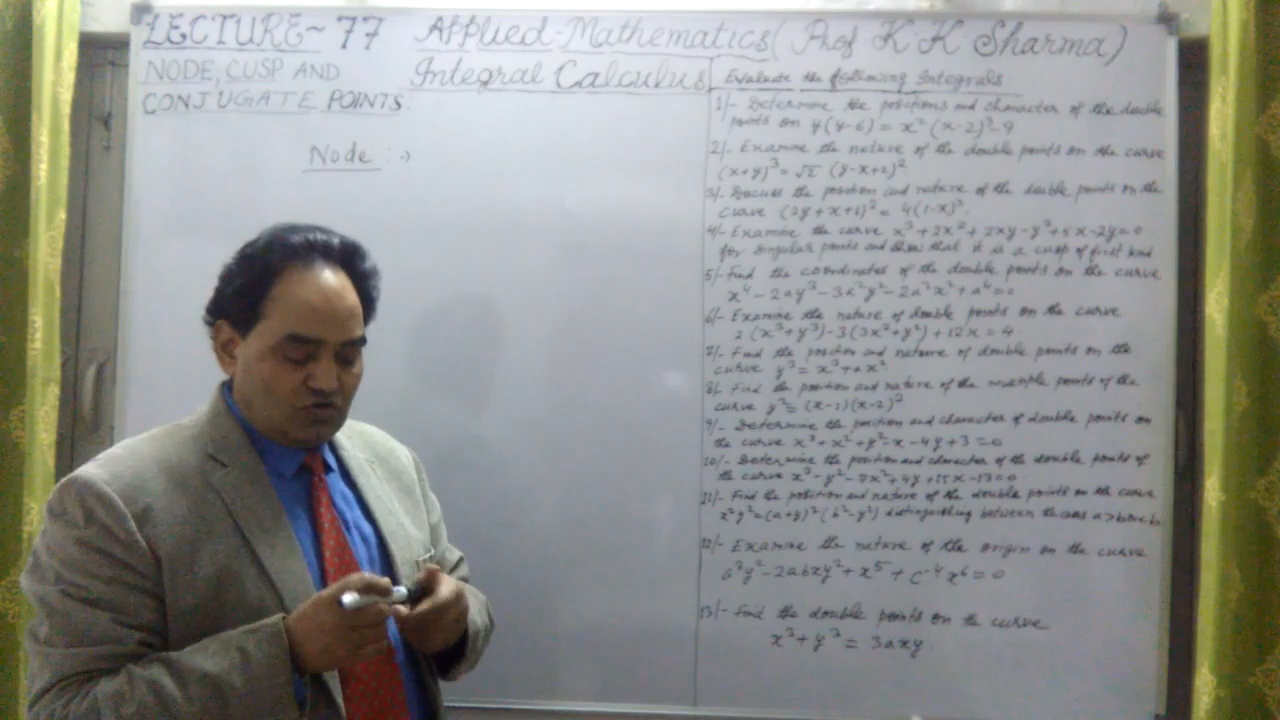 LECTURE~77
Applied-Mathematics (Prof K.K Sharma)
NODE, CUSP AND
CONJUGATE POINTS.
Integral Calculus
Node :→
Evaluate the following Integrals
1/- Determine the positions and character of the double
points on y(y-6) = x²(x-2)³-9
2/- Examine the nature of the double points on the curve
(x+y)³ = √2 (y-x+2)²
3/- Discuss the position and nature of the double points on the
curve (2y+x+1)² = 4(1-x)⁵.
4/- Examine the curve x³+2x²+2xy-y²+5x-2y=0
for singular points and show that it is a cusp of first kind
5/- Find the coordinates of the double points on the curve
x⁴-2ay³-3a²y²-2a²x²+a⁴=0
6/- Examine the nature of double points on the curve
2(x³+y³)-3(3x²+y²)+12x=4
7/- Find the position and nature of double points on the
curve y³=x³+ax²
8/- Find the position and nature of the multiple points of the
curve y²=(x-1)(x-2)²
9/- Determine the position and character of double points on
the curve x³+x²+y²-x-4y+3=0
10/- Determine the position and character of the double points of
the curve x³-y²-7x²+4y+15x-13=0
11/- Find the position and nature of the double points on the curve
x²y²=(a+y)²(b²-y²) distinguishing between the cases a>b
12/- Examine the nature of the origin on the curve
a³y²-2abxy²+x⁵+c⁻⁴x⁶=0
13/- Find the double points on the curve
x³+y³=3axy